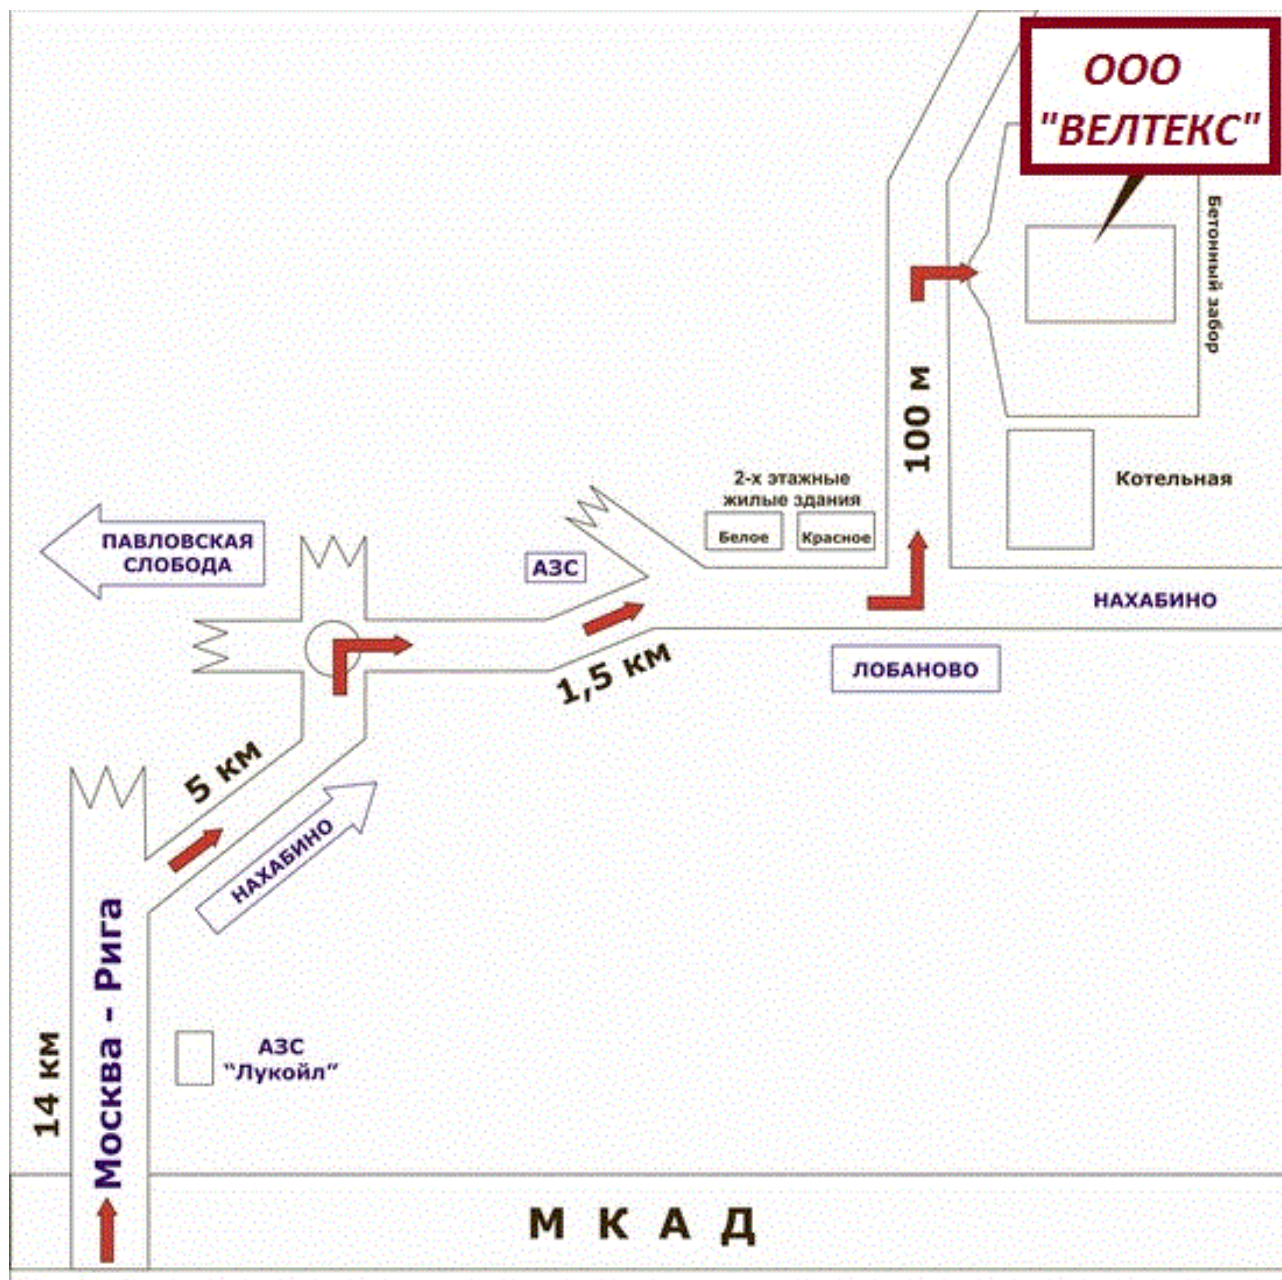 ООО
"ВЕЛТЕКС"
Бетонный забор
100 м
2-х этажные
жилые здания
Белое
Красное
Котельная
ПАВЛОВСКАЯ
СЛОБОДА
АЗС
НАХАБИНО
1,5 км
ЛОБАНОВО
5 км
НАХАБИНО
Москва - Рига
14 км
АЗС
“Лукойл”
МКАД